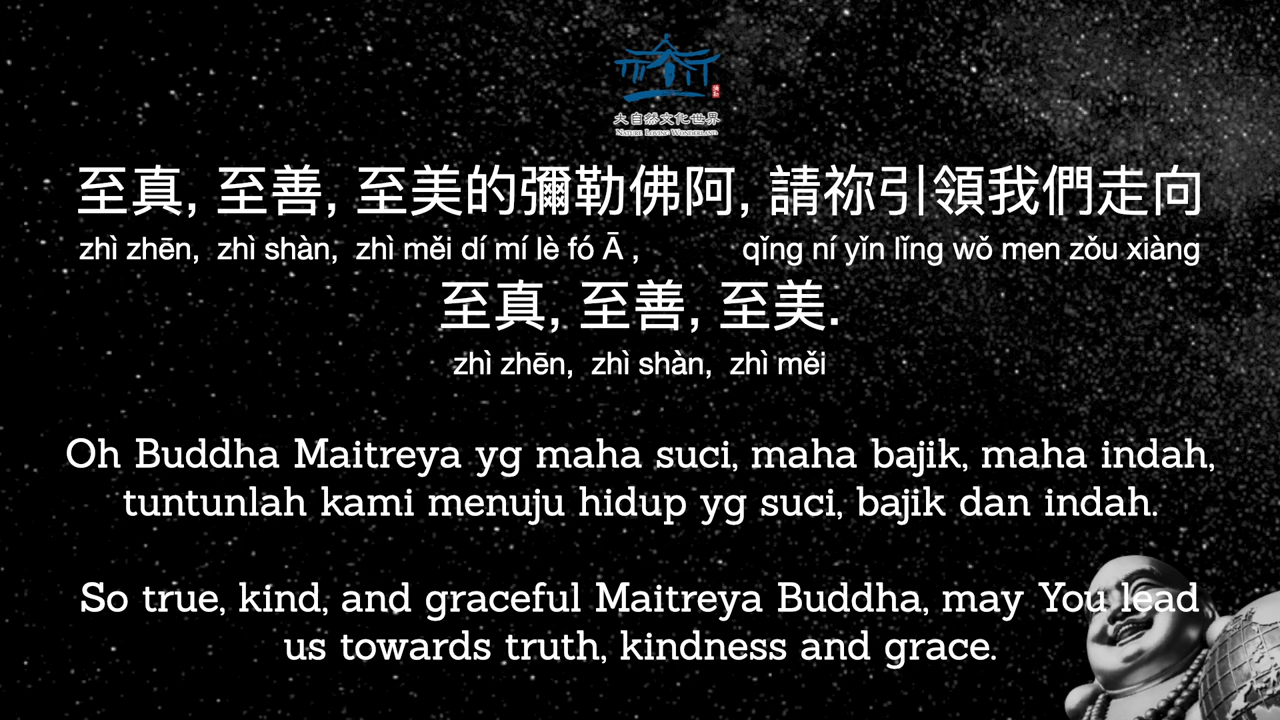 大自然文化世界
NATURE LOVING WONDERLAND
至真, 至善, 至美的彌勒佛阿, 請祢引領我們走向
zhì zhēn, zhì shàn, zhì měi dí mí lè fó Ā , qǐng ní yǐn lǐng wǒ men zǒu xiàng
至真, 至善, 至美.
zhì zhēn, zhì shàn, zhì měi
Oh Buddha Maitreya yg maha suci, maha bajik, maha indah,
tuntunlah kami menuju hidup yg suci, bajik dan indah.
So true, kind, and graceful Maitreya Buddha, may You lead
us towards truth, kindness and grace.